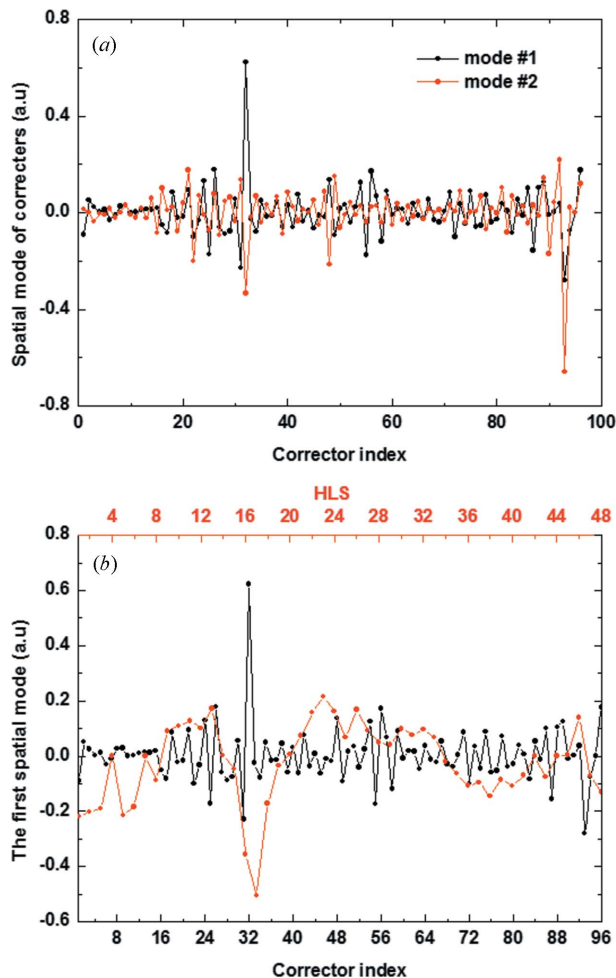 (a)
mode #1
mode #2
Spatial mode of correcters (a.u)
0.8
0.4
0.0
-0.4
-0.8
0 20 40 60 80 100
Corrector index
HLS
4 8 12 16 20 24 28 32 36 40 44 48
(b)
The first spatial mode (a.u)
0.8
0.6
0.4
0.2
0.0
-0.2
-0.4
-0.6
8 16 24 32 40 48 56 64 72 80 88 96
Corrector index